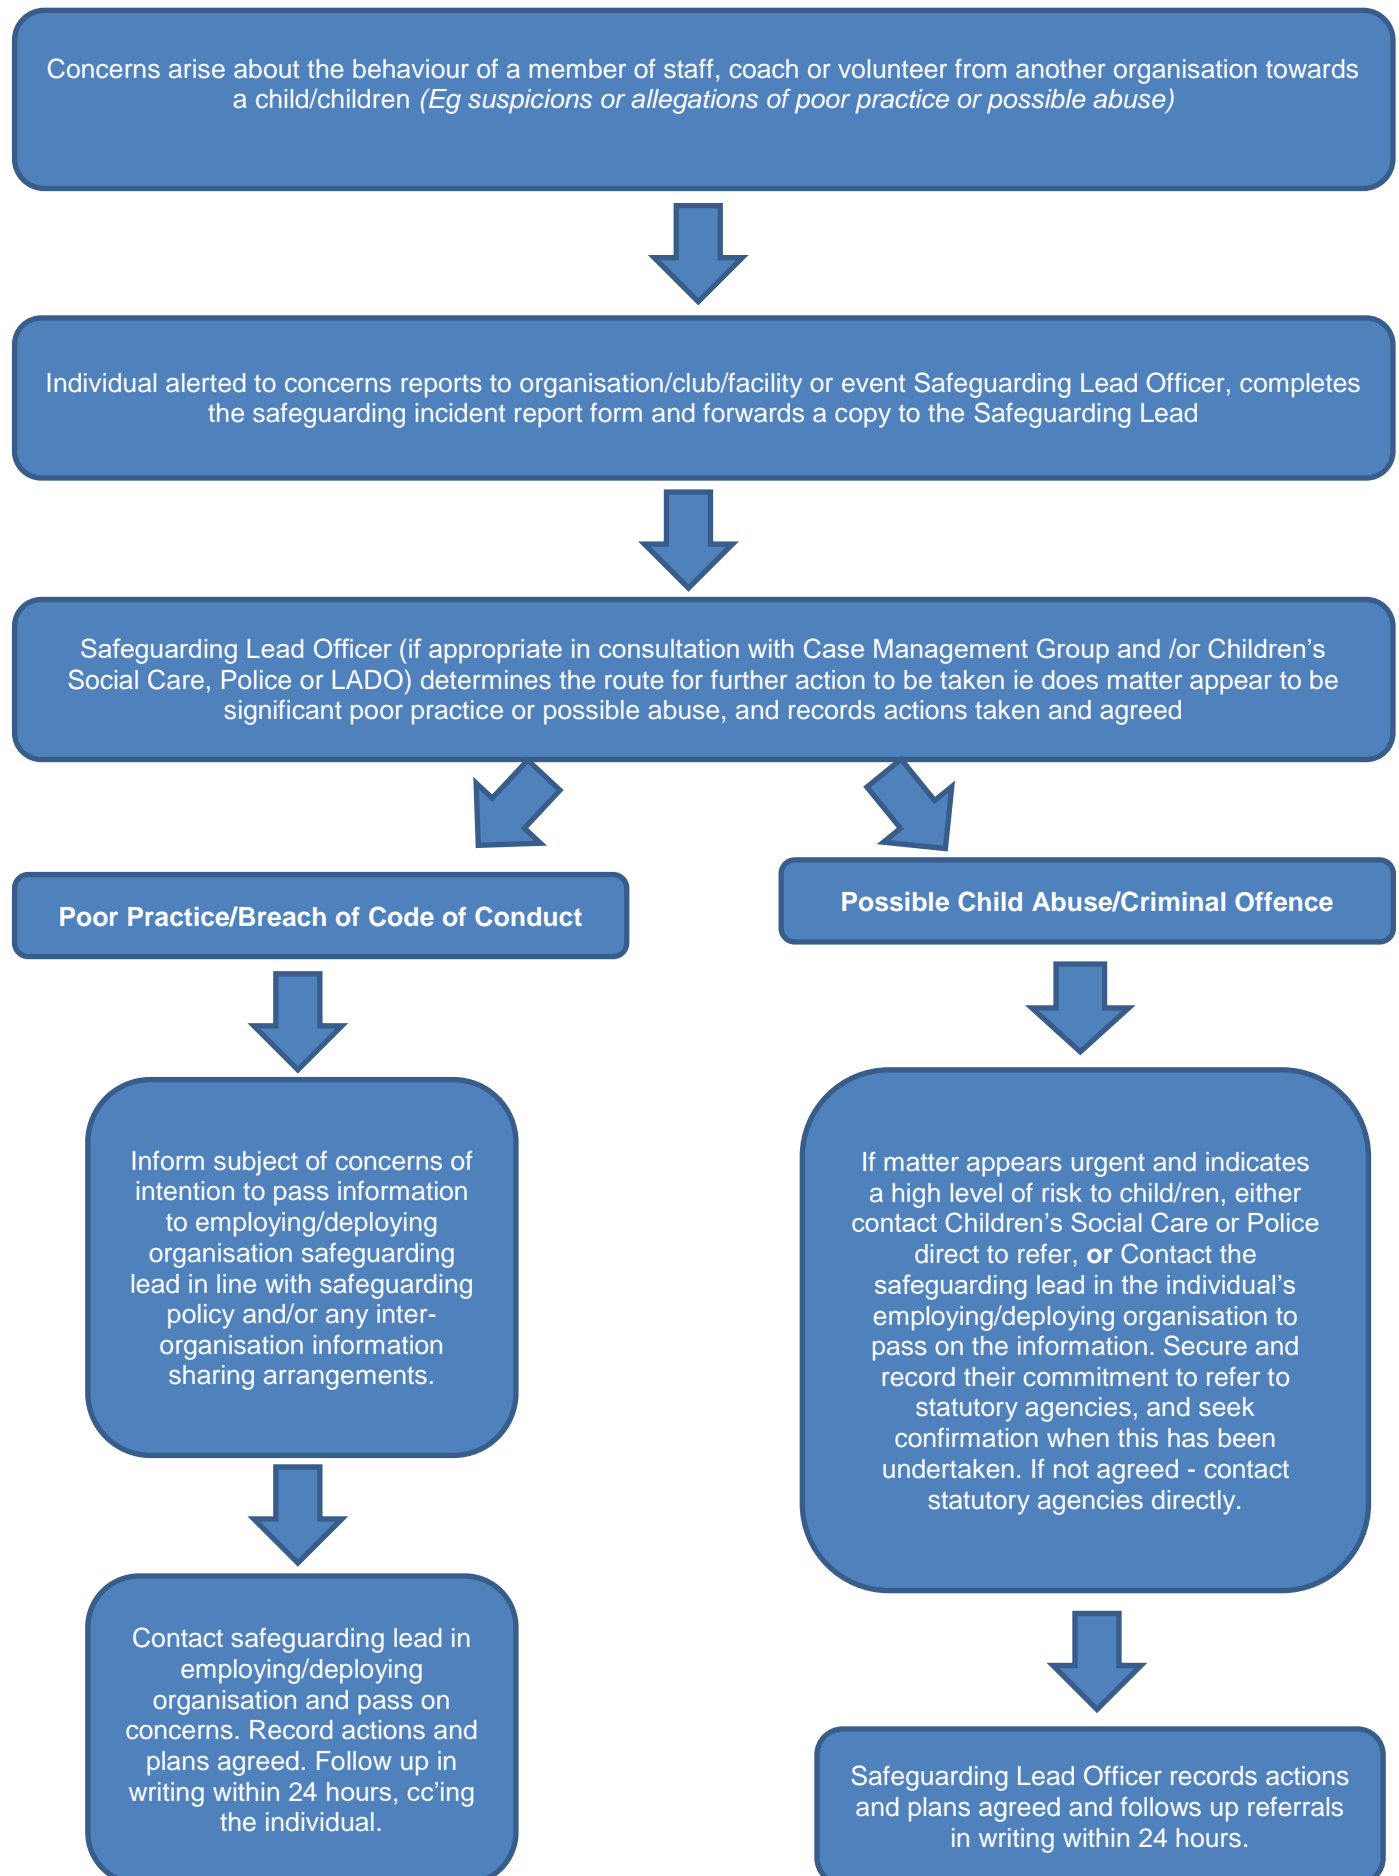 Concerns arise about the behaviour of a member of staff, coach or volunteer from another organisation towards
a child/children (Eg suspicions or allegations of poor practice or possible abuse)
Individual alerted to concerns reports to organisation/club/facility or event Safeguarding Lead Officer, completes
the safeguarding incident report form and forwards a copy to the Safeguarding Lead
Safeguarding Lead Officer (if appropriate in consultation with Case Management Group and /or Children’s
Social Care, Police or LADO) determines the route for further action to be taken ie does matter appear to be
significant poor practice or possible abuse, and records actions taken and agreed
Poor Practice/Breach of Code of Conduct
Inform subject of concerns of
intention to pass information
to employing/deploying
organisation safeguarding
lead in line with safeguarding
policy and/or any inter-
organisation information
sharing arrangements.
Contact safeguarding lead in
employing/deploying
organisation and pass on
concerns. Record actions and
plans agreed. Follow up in
writing within 24 hours, cc’ing
the individual.
Possible Child Abuse/Criminal Offence
If matter appears urgent and indicates
a high level of risk to child/ren, either
contact Children’s Social Care or Police
direct to refer, or Contact the
safeguarding lead in the individual’s
employing/deploying organisation to
pass on the information. Secure and
record their commitment to refer to
statutory agencies, and seek
confirmation when this has been
undertaken. If not agreed - contact
statutory agencies directly.
Safeguarding Lead Officer records actions
and plans agreed and follows up referrals
in writing within 24 hours.